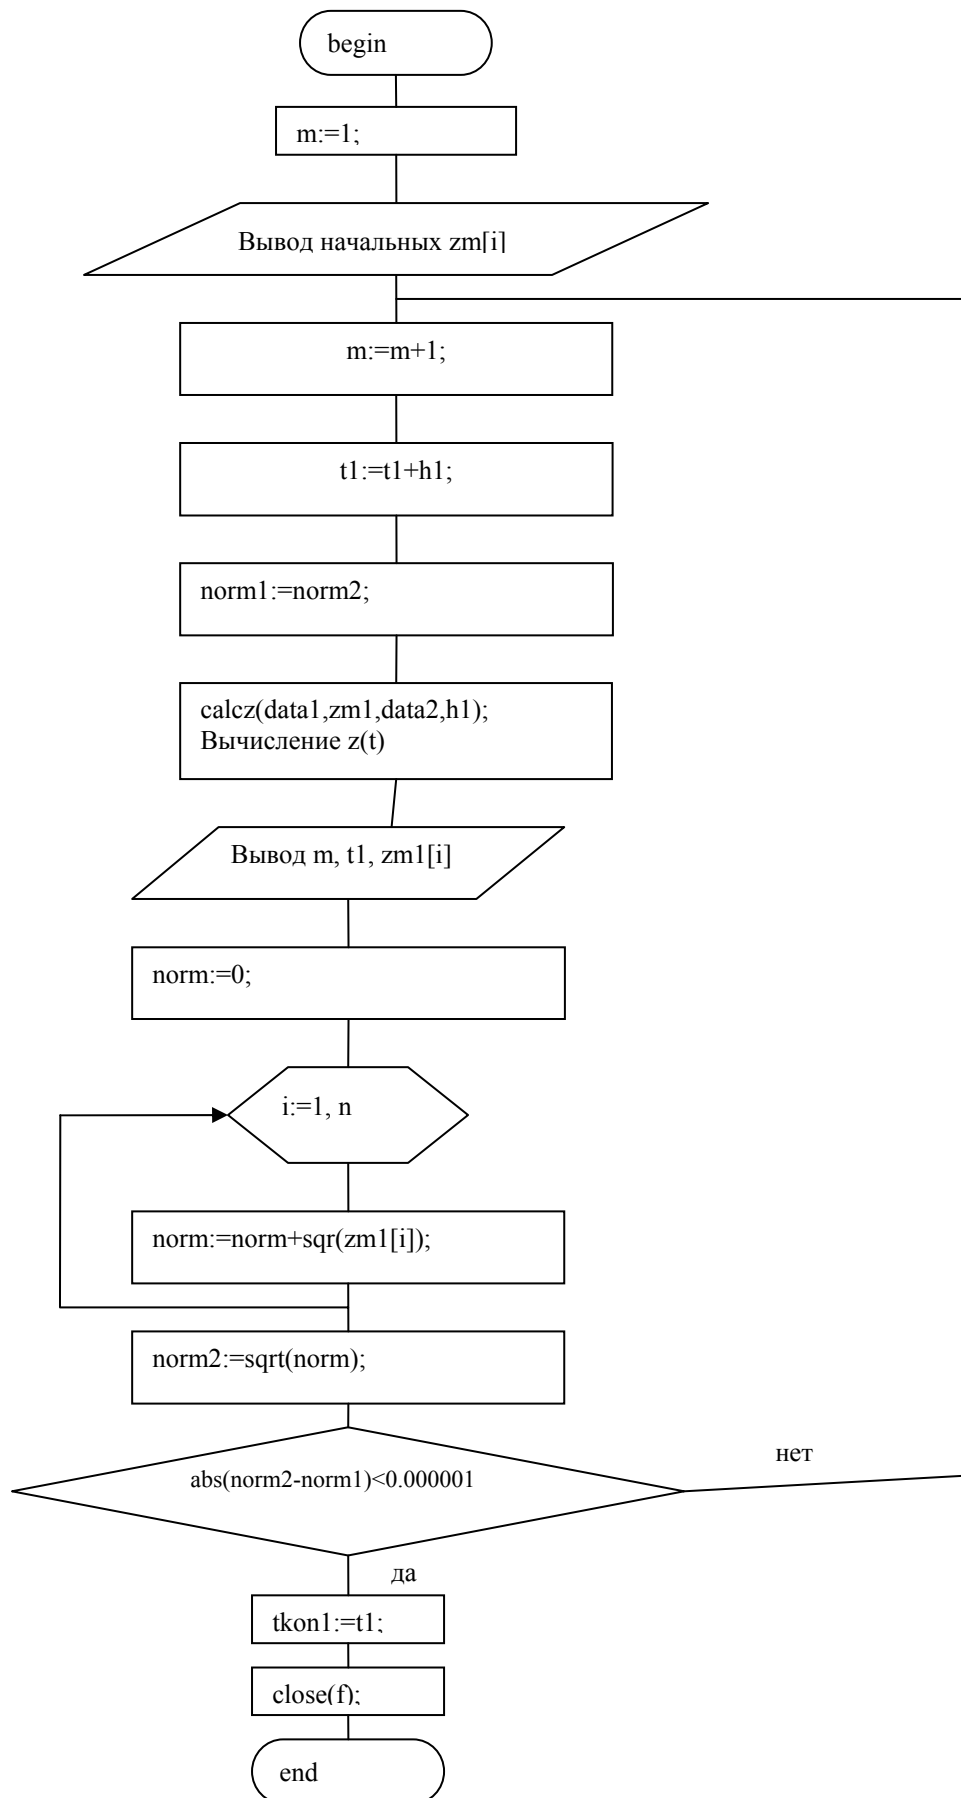 begin
m:=1;
Вывод начальных zm[i]
m:=m+1;
t1:=t1+h1;
norm1:=norm2;
calcz(data1,zm1,data2,h1);
Вычисление z(t)
Вывод m, t1, zm1[i]
norm:=0;
i:=1, n
norm:=norm+sqr(zm1[i]);
norm2:=sqrt(norm);
abs(norm2-norm1)<0.000001
нет
да
tkon1:=t1;
close(f);
end